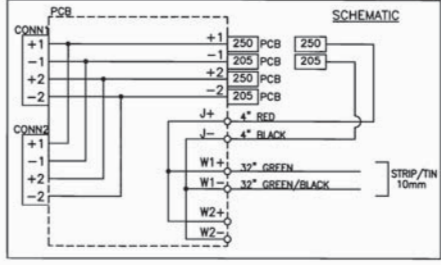 PCB
SCHEMATIC
CONN1
+1
-1
+2
-2
CONN2
+1
-1
+2
-2
+1 250 PCB 250
-1 205 PCB 205
+2 250 PCB
-2 205 PCB
J+ 4" RED
J- 4" BLACK
W1+ 32" GREEN
W1- 32" GREEN/BLACK
STRIP/TIN
10mm
W2+
W2-